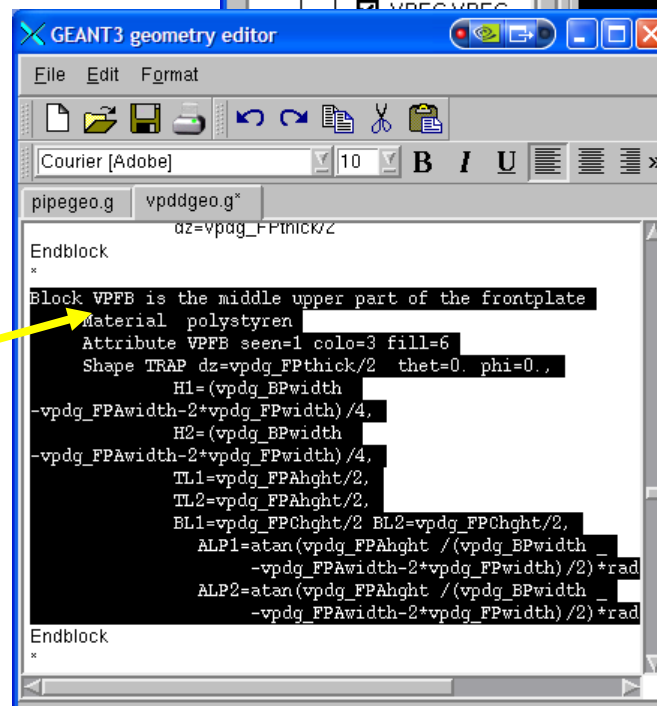 VPEG VPEG
GEANT3 geometry editor
File Edit Format
Courier [Adobe] 10 B I U »
pipegeo.g vpddgeo.g*
dz=vpdg_FPthick/2
Endblock
*
Block VPFB is the middle upper part of the frontplate
Material polystyren
Attribute VPFB seen=1 colo=3 fill=6
Shape TRAP dz=vpdg_FPthick/2 thet=0. phi=0.,
H1=(vpdg_BPwidth
-vpdg_FPAwidth-2*vpdg_FPwidth)/4,
H2=(vpdg_BPwidth
-vpdg_FPAwidth-2*vpdg_FPwidth)/4,
TL1=vpdg_FPAhght/2,
TL2=vpdg_FPAhght/2,
BL1=vpdg_FPChght/2 BL2=vpdg_FPChght/2,
ALP1=atan(vpdg_FPAhght /(vpdg_BPwidth _
-vpdg_FPAwidth-2*vpdg_FPwidth)/2)*rad
ALP2=atan(vpdg_FPAhght /(vpdg_BPwidth _
-vpdg_FPAwidth-2*vpdg_FPwidth)/2)*rad
Endblock
*